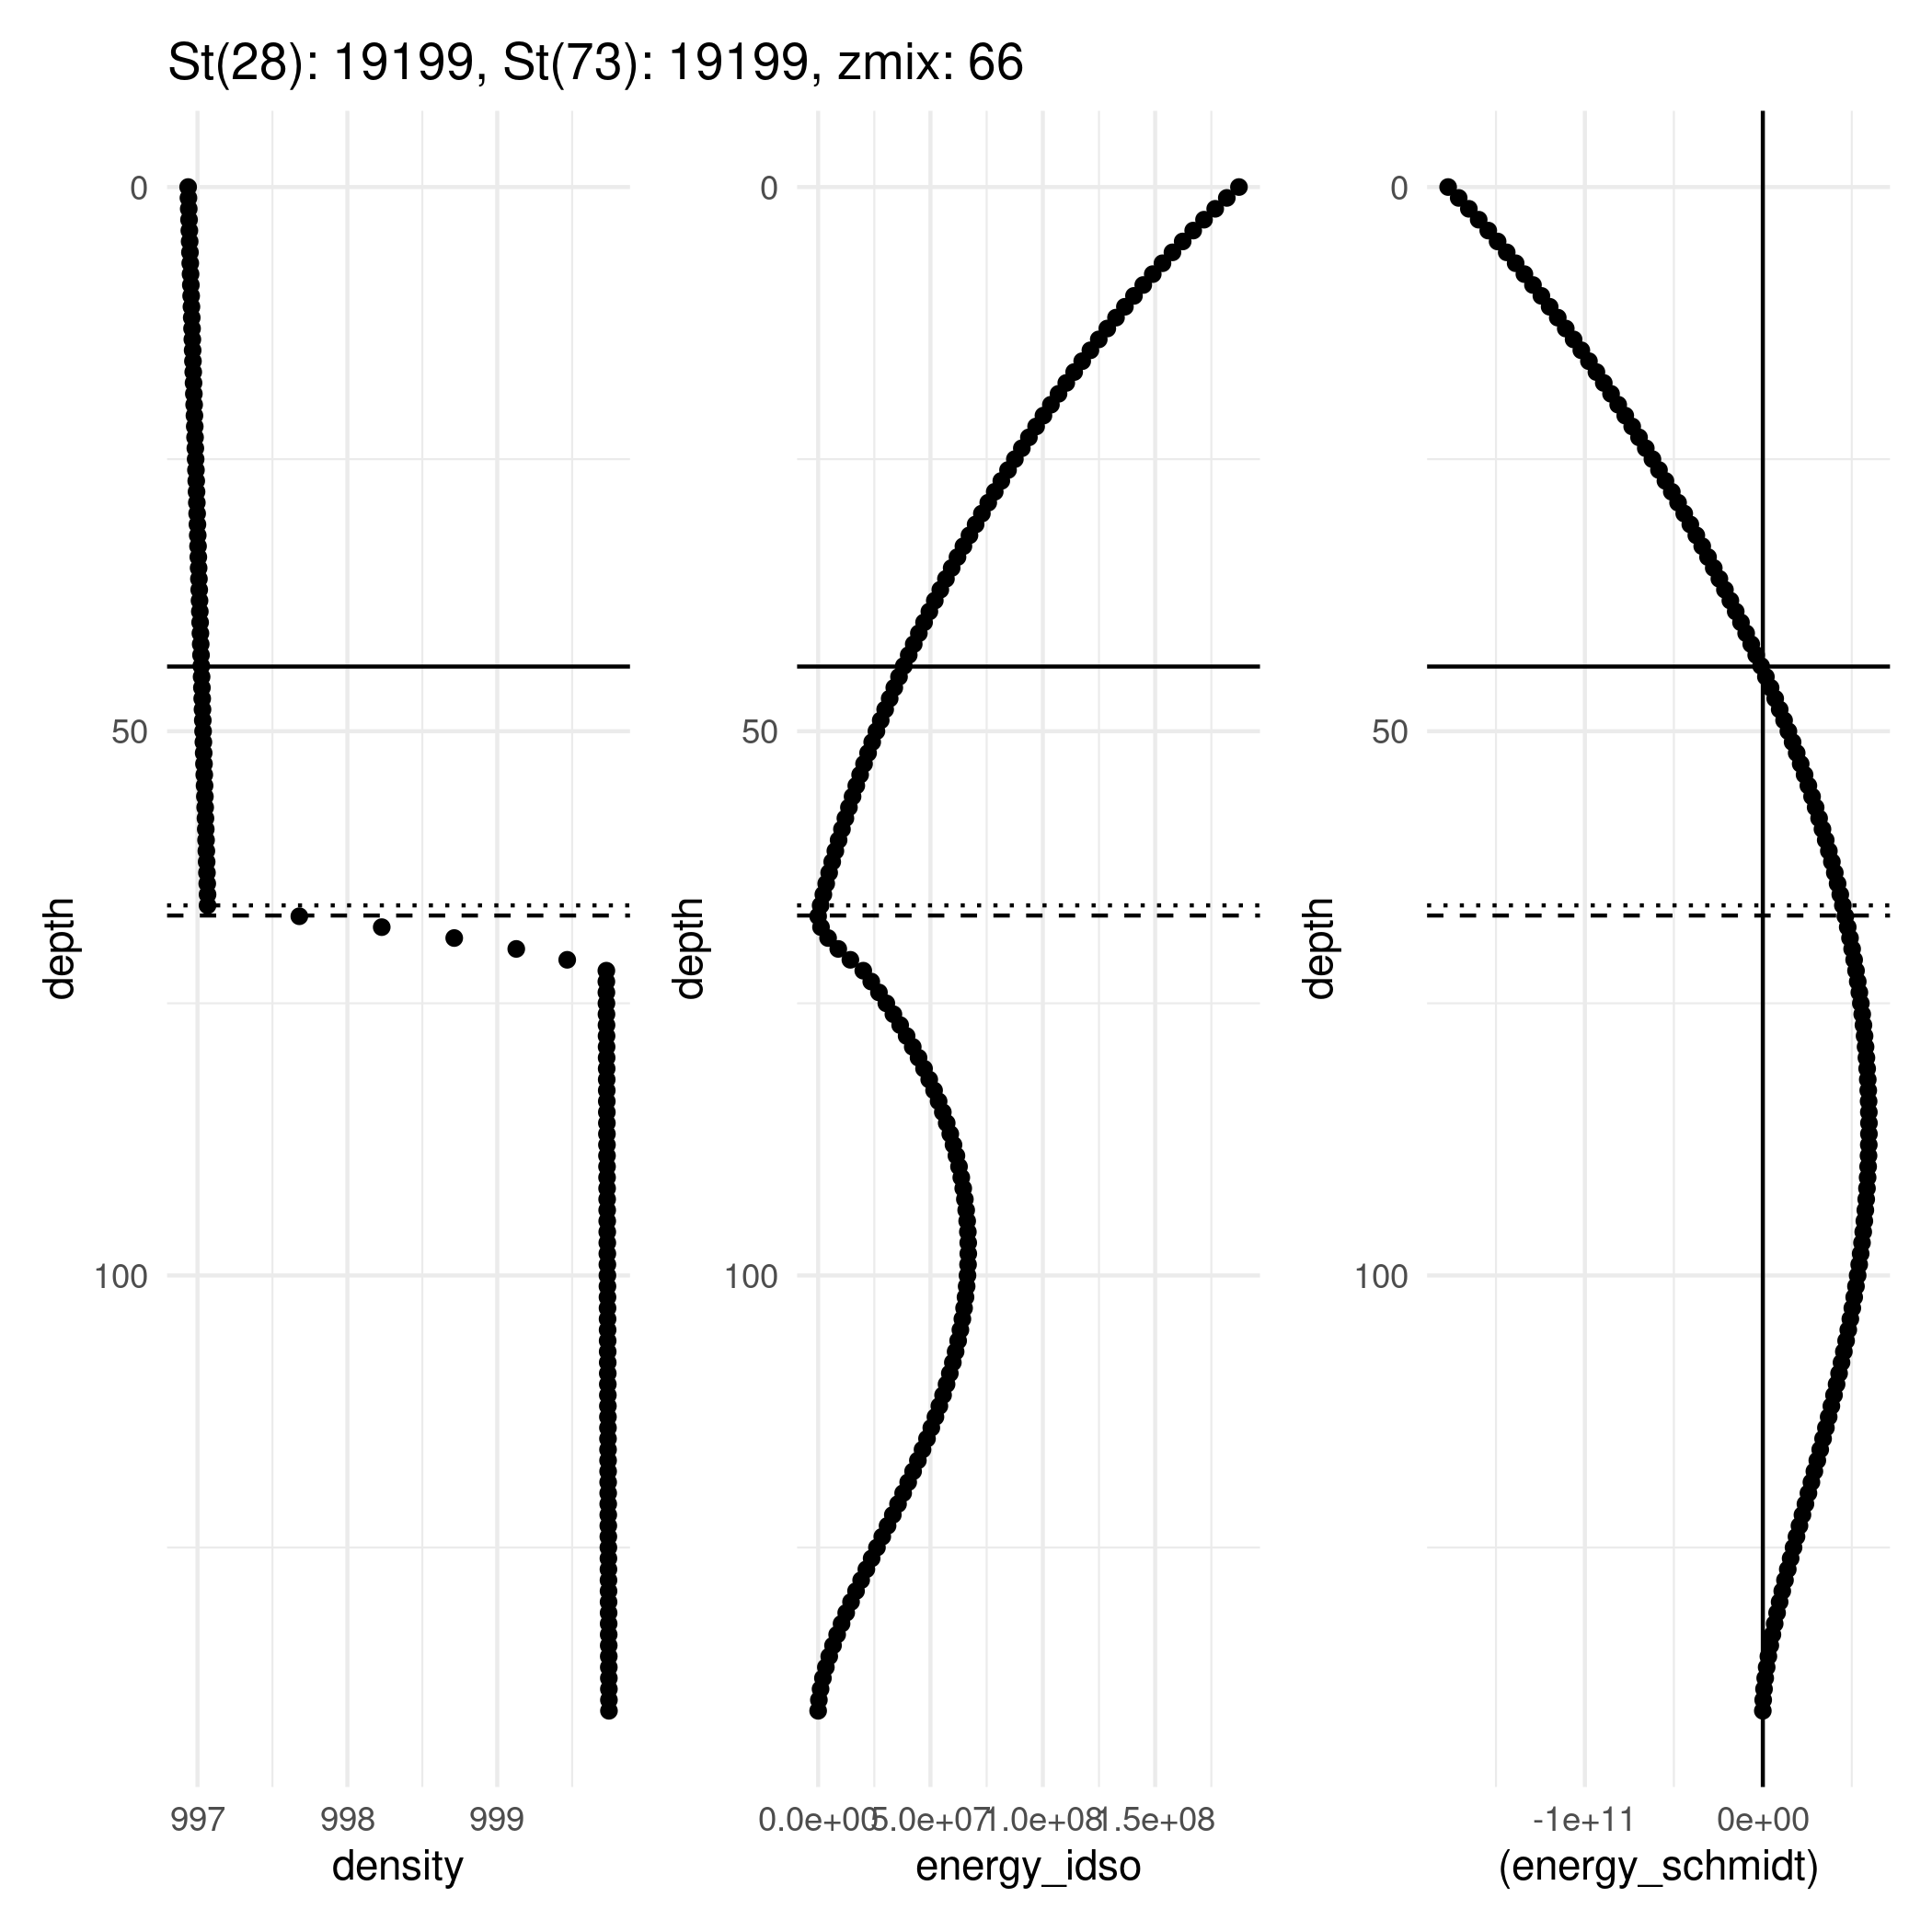 St(28): 19199, St(73): 19199, zmix: 66
0
50
100
depth
997 998 999
density
0
50
100
depth
0.0e+00 5.0e+07 1.0e+08 1.5e+08
energy_idso
0
50
100
depth
-1e+11 0e+00
(energy_schmidt)